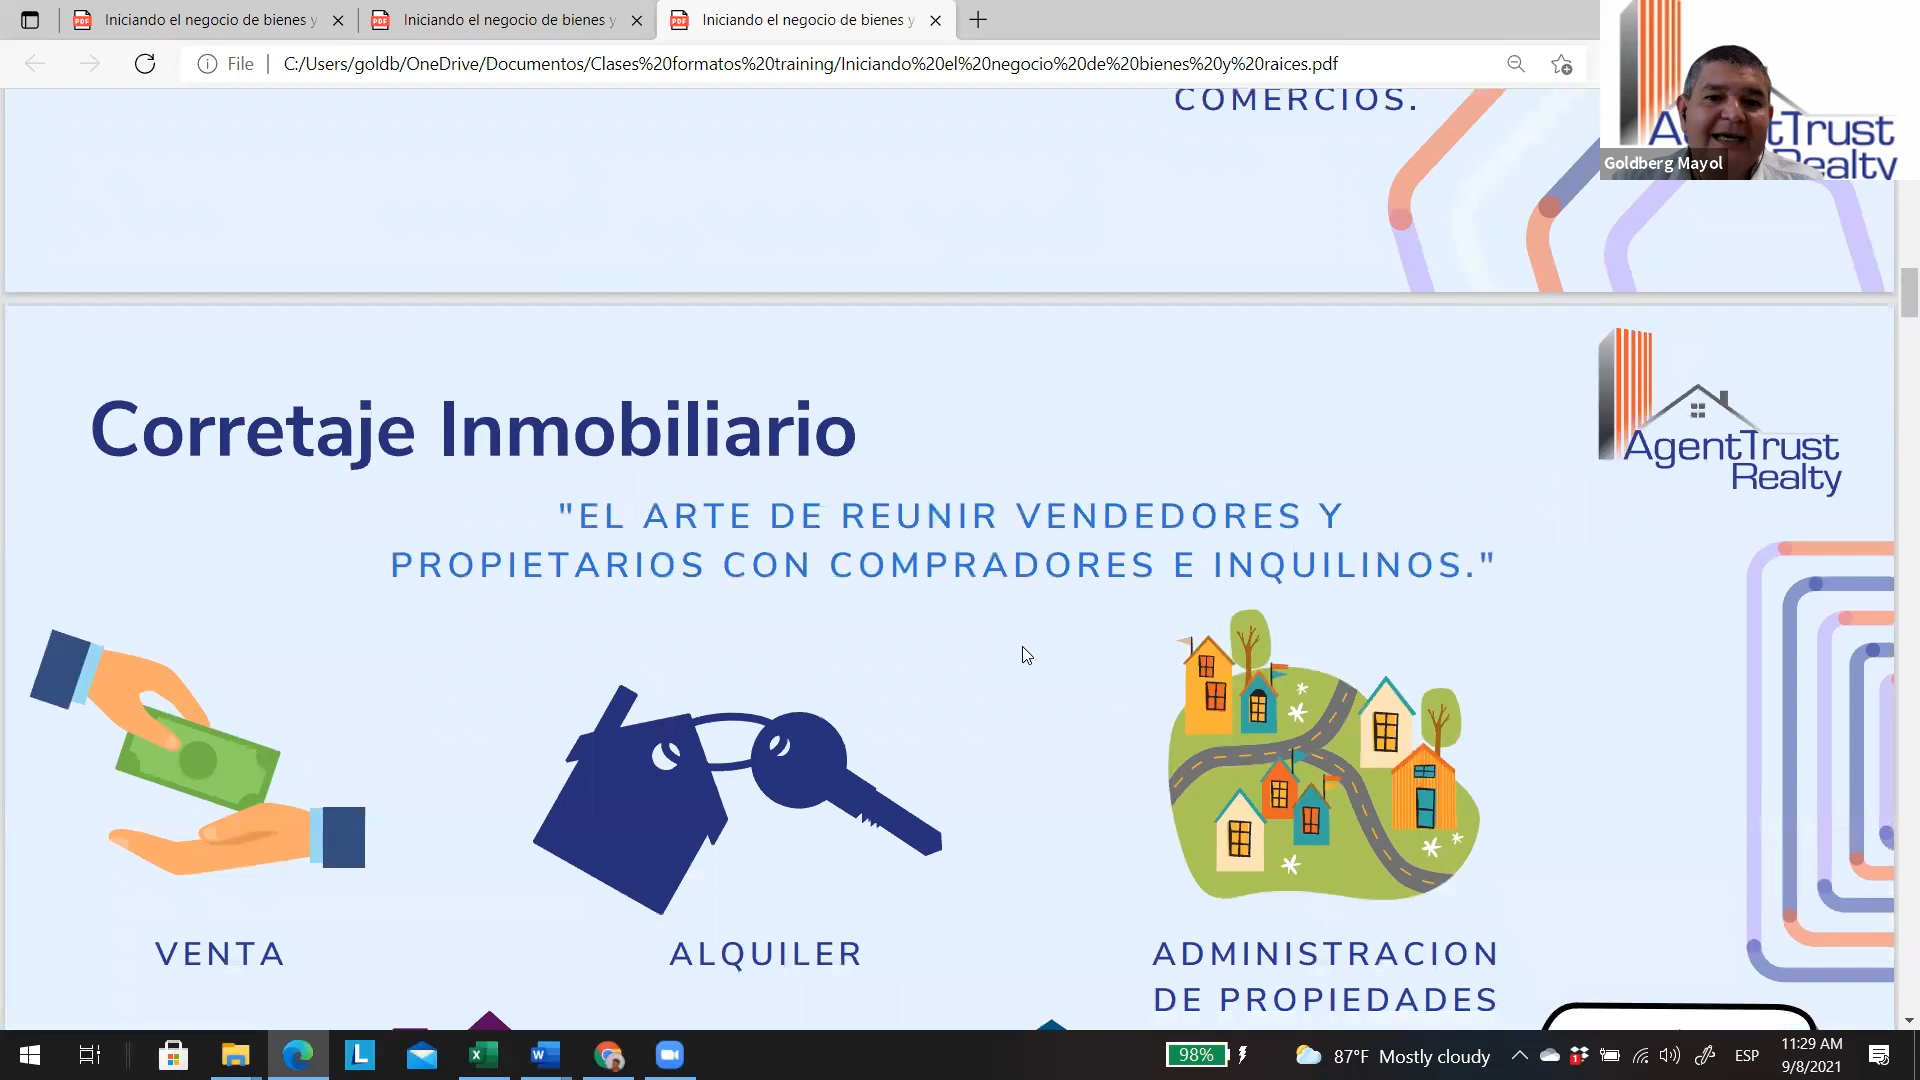 Iniciando el negocio de bienes y
Iniciando el negocio de bienes y
Iniciando el negocio de bienes y
File
C:/Users/goldb/OneDrive/Documentos/Clases%20formatos%20training/Iniciando%20el%20negocio%20de%20bienes%20y%20raices.pdf
AgentTrust
Realty
Goldberg Mayol
COMERCIOS.
AgentTrust
Realty
Corretaje Inmobiliario
"EL ARTE DE REUNIR VENDEDORES Y
PROPIETARIOS CON COMPRADORES E INQUILINOS."
VENTA
ALQUILER
ADMINISTRACION
DE PROPIEDADES
98%
87°F Mostly cloudy
ESP
11:29 AM
9/8/2021